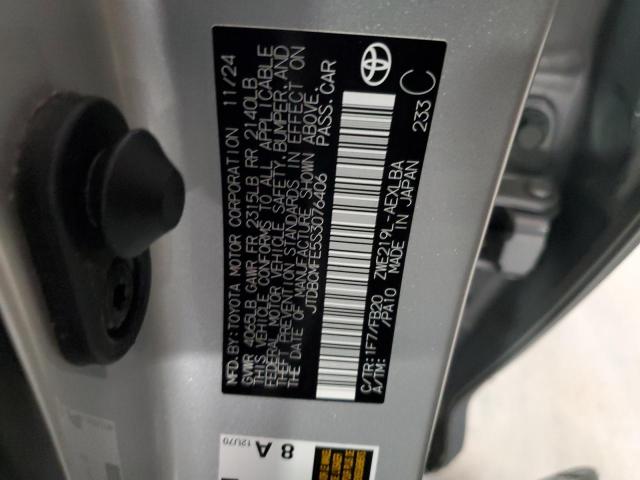 MFD. BY: TOYOTA MOTOR CORPORATION 11/24
GVWR 4065LB GAWR FR 2315LB RR 2140LB
THIS VEHICLE CONFORMS TO ALL APPLICABLE
FEDERAL MOTOR VEHICLE SAFETY, BUMPER, AND
THEFT PREVENTION STANDARDS IN EFFECT ON
THE DATE OF MANUFACTURE SHOWN ABOVE.
JTDBCMFE5S3076406 PASS. CAR
C/TR: 1F7/FB20 ZWE219L-AEXLBA
A/TM: /PA10 MADE IN JAPAN 233 C
8 A
12U70